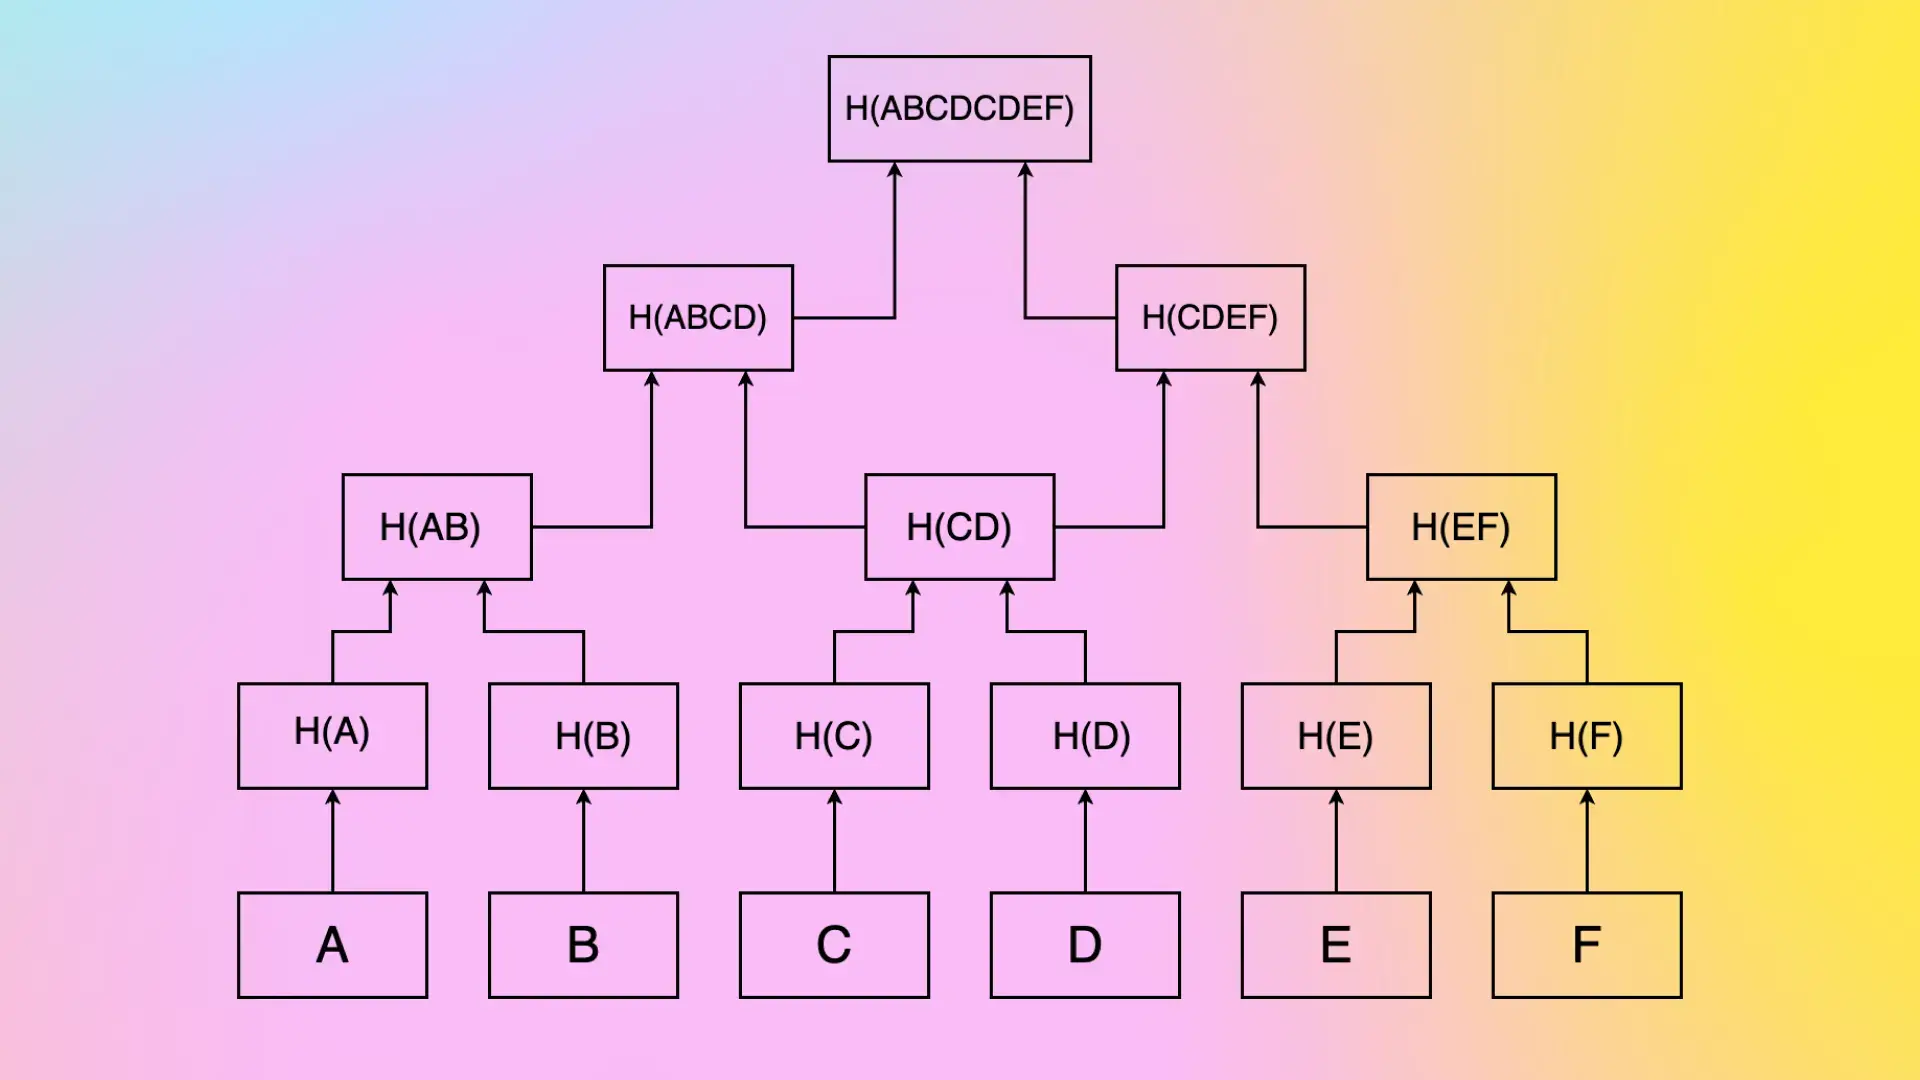 H(ABCDCDEF)
H(ABCD)
H(CDEF)
H(AB)
H(CD)
H(EF)
H(A)
H(B)
H(C)
H(D)
H(E)
H(F)
A
B
C
D
E
F